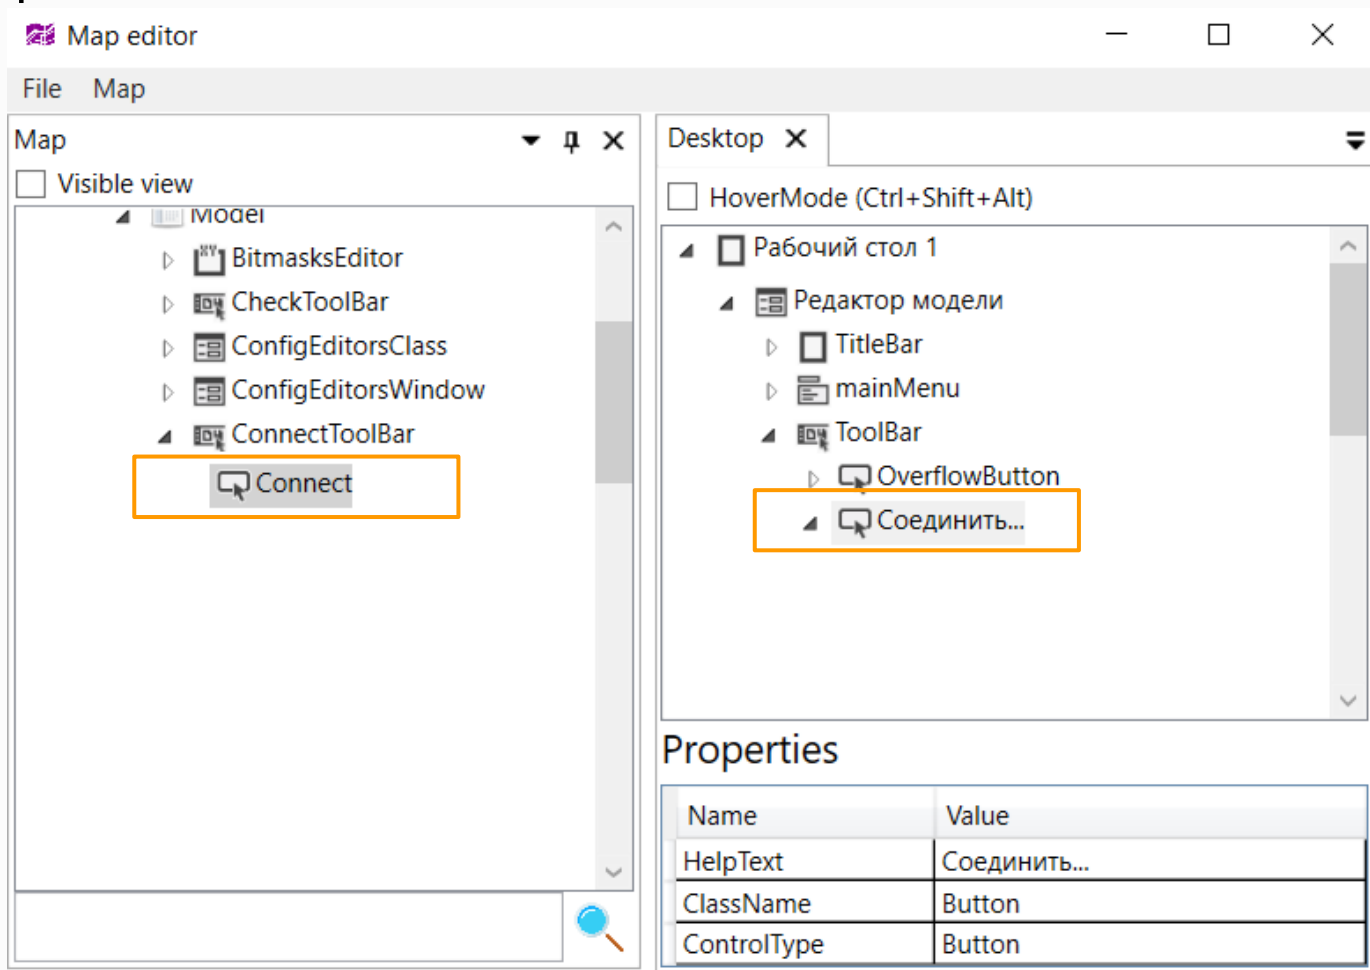 Map editor
File Map
Map
Visible view
Model
BitmasksEditor
CheckToolBar
ConfigEditorsClass
ConfigEditorsWindow
ConnectToolBar
Connect
Desktop
HoverMode (Ctrl+Shift+Alt)
Рабочий стол 1
Редактор модели
TitleBar
mainMenu
ToolBar
OverflowButton
Соединить...
Properties
Name Value
HelpText Соединить...
ClassName Button
ControlType Button